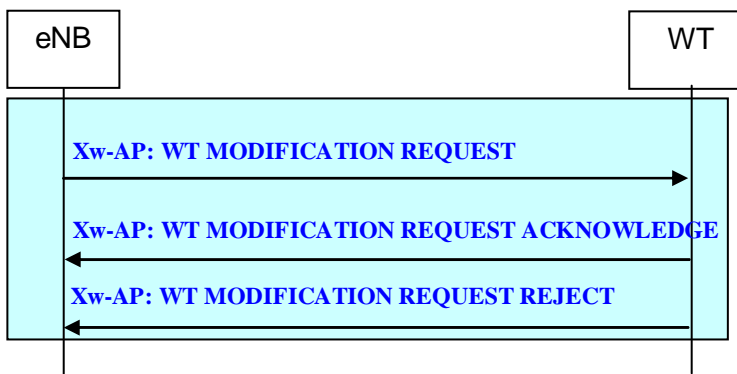 eNB
WT
Xw-AP: WT MODIFICATION REQUEST
Xw-AP: WT MODIFICATION REQUEST ACKNOWLEDGE
Xw-AP: WT MODIFICATION REQUEST REJECT